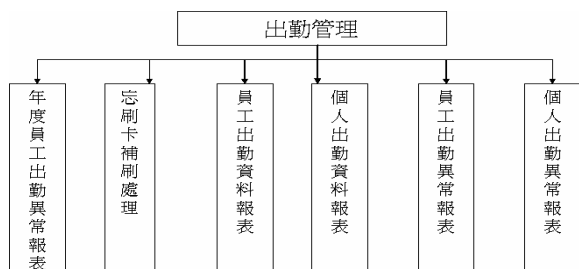 出勤管理
年度員工出勤異常報表
忘刷卡補刷處理
員工出勤資料報表
個人出勤資料報表
員工出勤異常報表
個人出勤異常報表